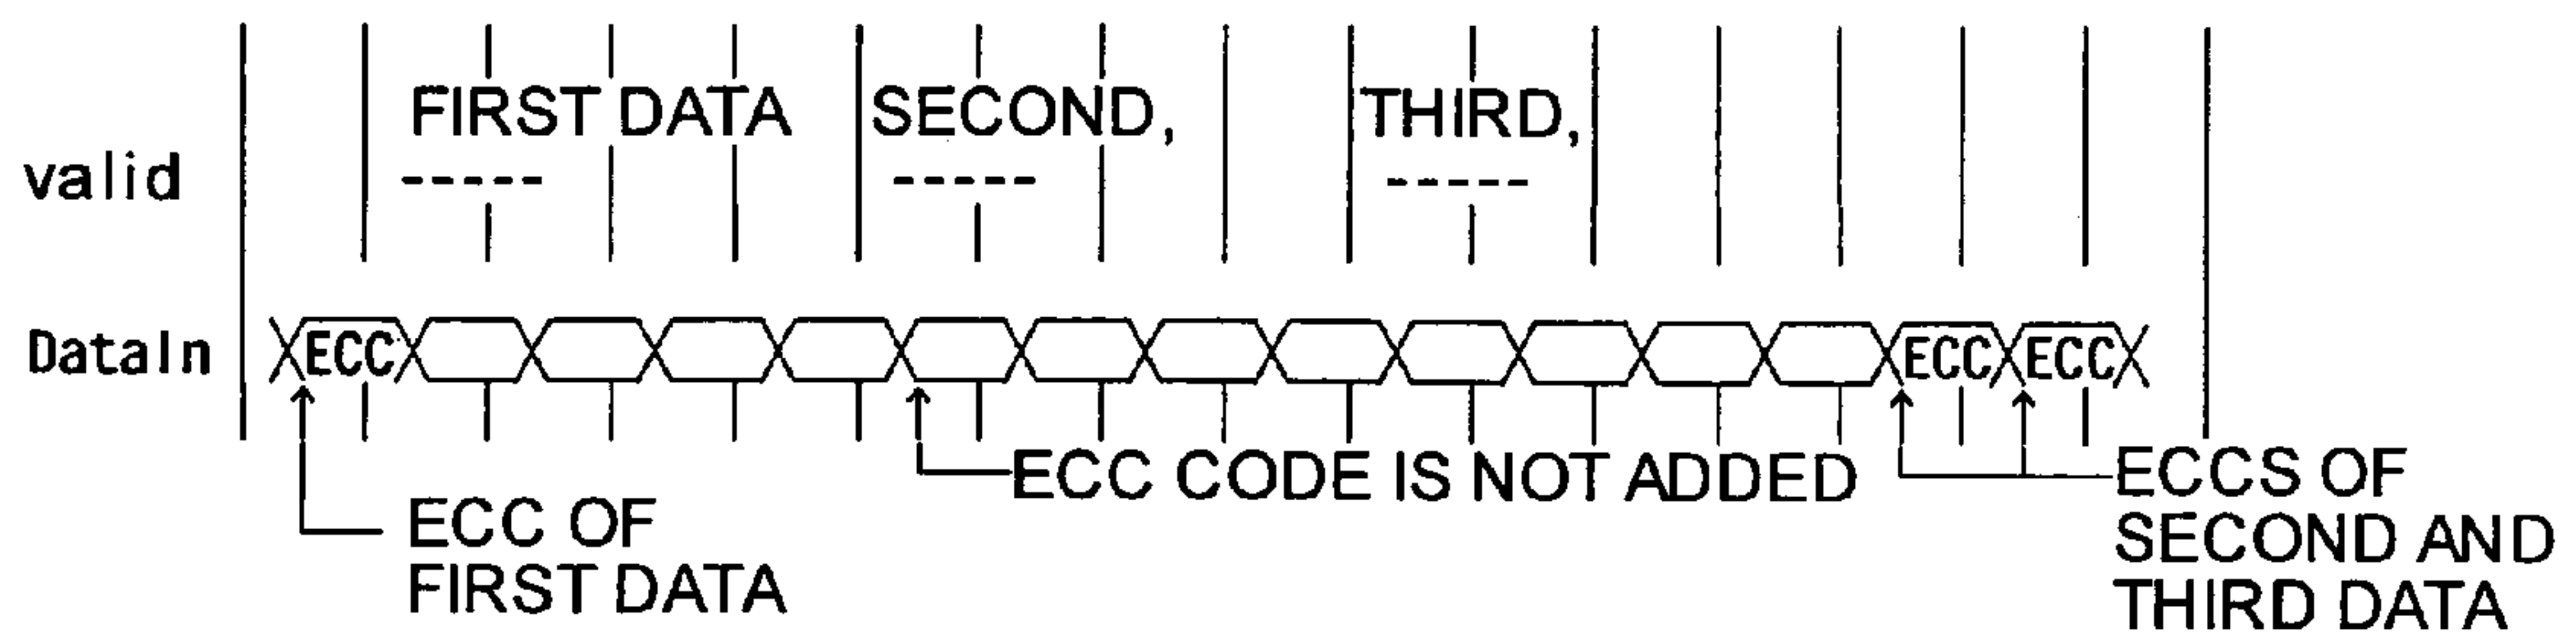 FIRST DATA SECOND, THIRD,
valid
DataIn ECC ECC ECC
ECC CODE IS NOT ADDED
ECC OF
FIRST DATA
ECCS OF
SECOND AND
THIRD DATA